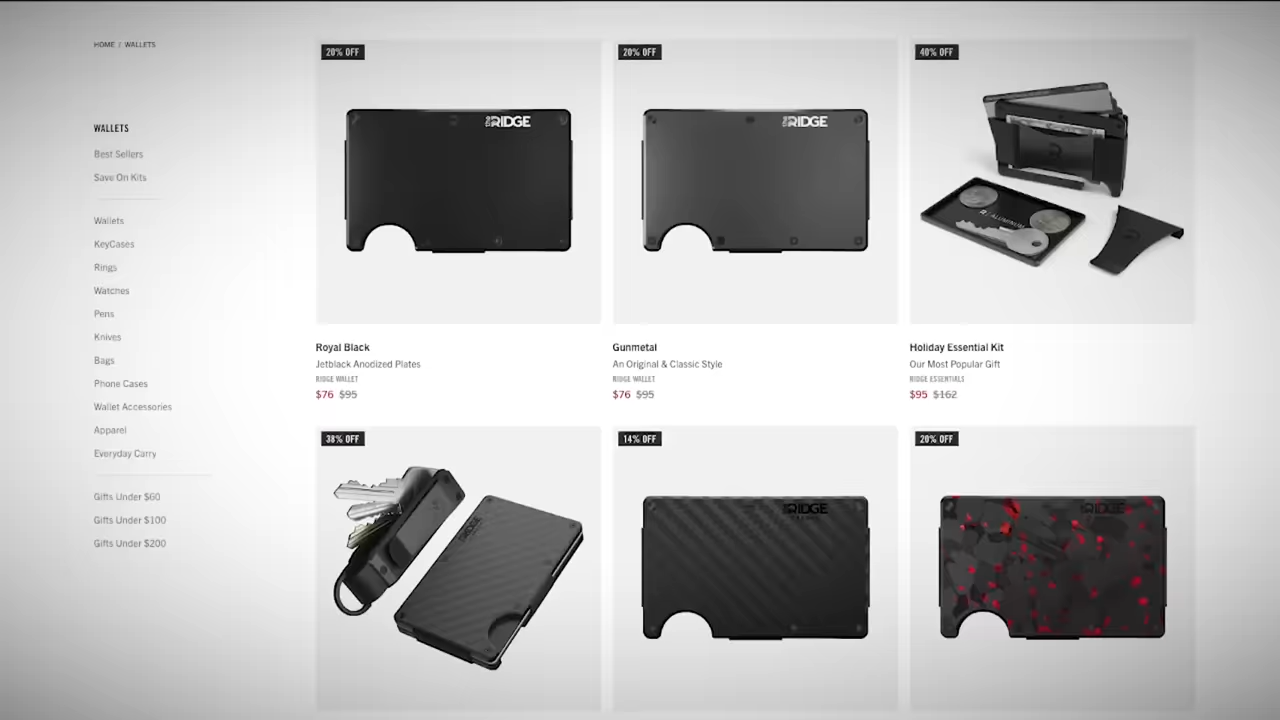 HOME / WALLETS
WALLETS
Best Sellers
Save On Kits
Wallets
KeyCases
Rings
Watches
Pens
Knives
Bags
Phone Cases
Wallet Accessories
Apparel
Everyday Carry
Gifts Under $60
Gifts Under $100
Gifts Under $200
20% OFF
THE RIDGE
Royal Black
Jetblack Anodized Plates
RIDGE WALLET
$76 $95
20% OFF
THE RIDGE
Gunmetal
An Original & Classic Style
RIDGE WALLET
$76 $95
40% OFF
R / ALUMINUM
Holiday Essential Kit
Our Most Popular Gift
RIDGE ESSENTIALS
$95 $162
38% OFF
RIDGE
14% OFF
RIDGE
20% OFF
RIDGE